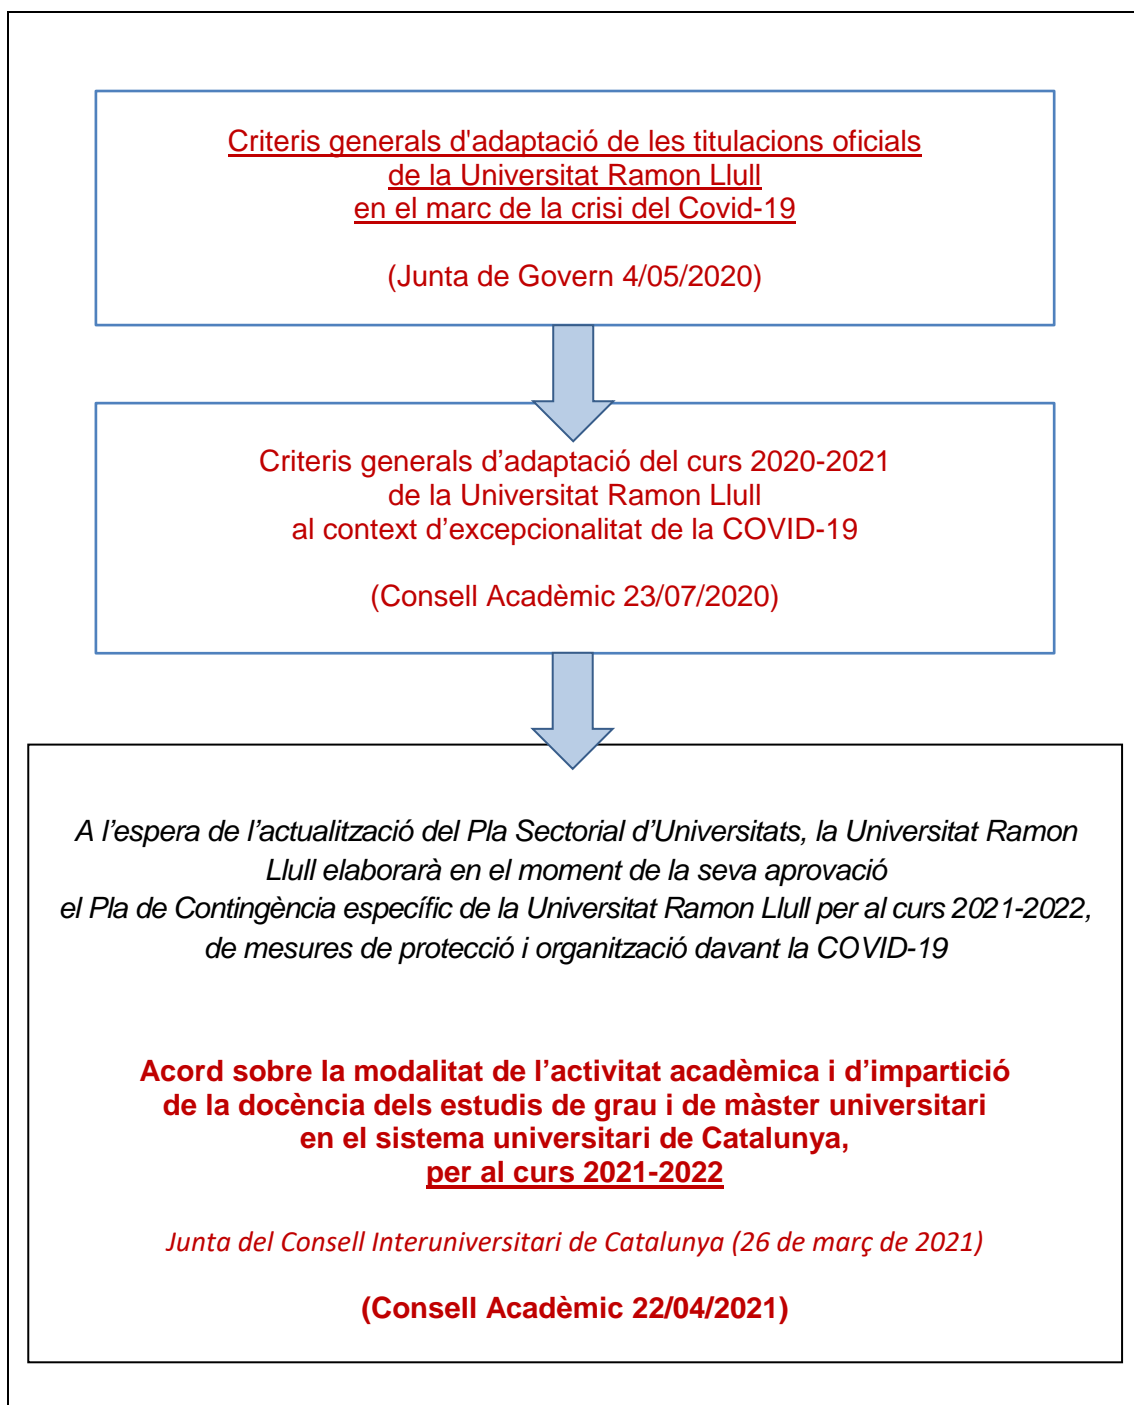 Criteris generals d'adaptació de les titulacions oficials
de la Universitat Ramon Llull
en el marc de la crisi del Covid-19
(Junta de Govern 4/05/2020)
Criteris generals d’adaptació del curs 2020-2021
de la Universitat Ramon Llull
al context d’excepcionalitat de la COVID-19
(Consell Acadèmic 23/07/2020)
A l’espera de l’actualització del Pla Sectorial d’Universitats, la Universitat Ramon
Llull elaborarà en el moment de la seva aprovació
el Pla de Contingència específic de la Universitat Ramon Llull per al curs 2021-2022,
de mesures de protecció i organització davant la COVID-19
Acord sobre la modalitat de l’activitat acadèmica i d’impartició
de la docència dels estudis de grau i de màster universitari
en el sistema universitari de Catalunya,
per al curs 2021-2022
Junta del Consell Interuniversitari de Catalunya (26 de març de 2021)
(Consell Acadèmic 22/04/2021)